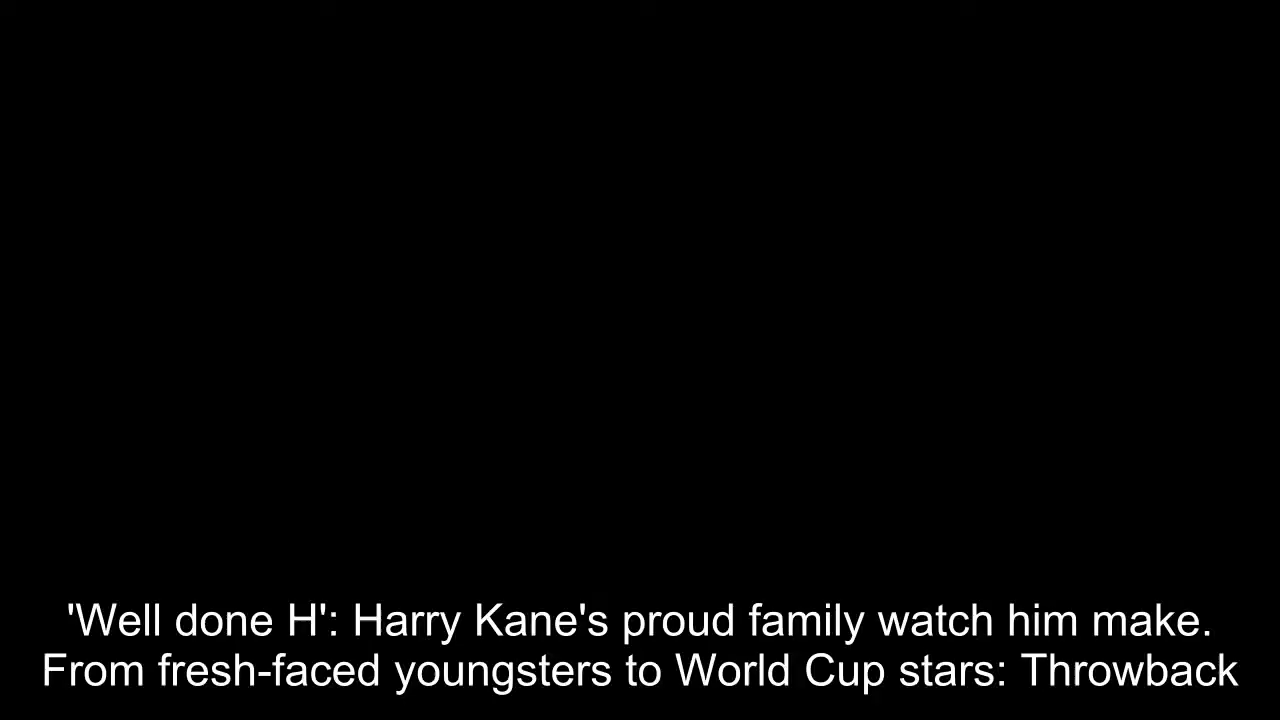 'Well done H': Harry Kane's proud family watch him make.
From fresh-faced youngsters to World Cup stars: Throwback